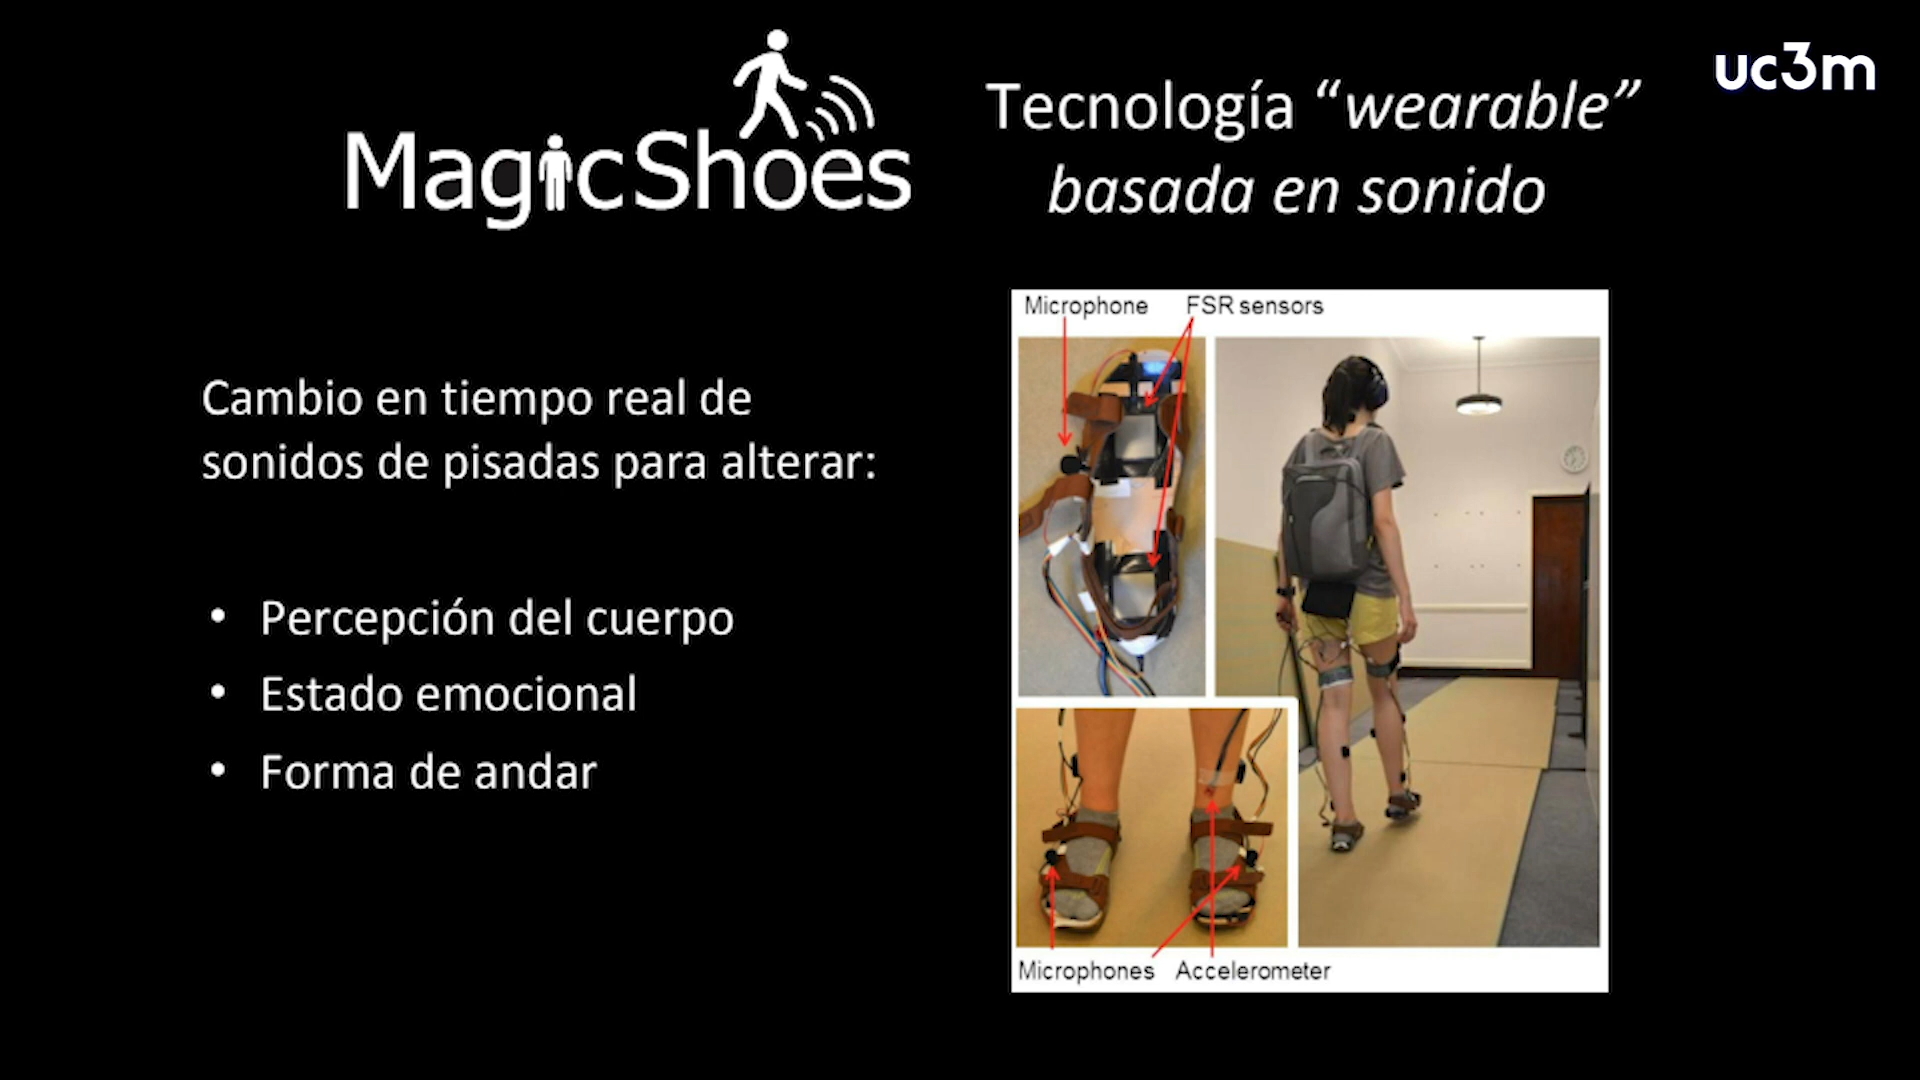 uc3m
MagicShoes
Tecnología “wearable”
basada en sonido
Cambio en tiempo real de
sonidos de pisadas para alterar:
• Percepción del cuerpo
• Estado emocional
• Forma de andar
Microphone FSR sensors
Microphones Accelerometer